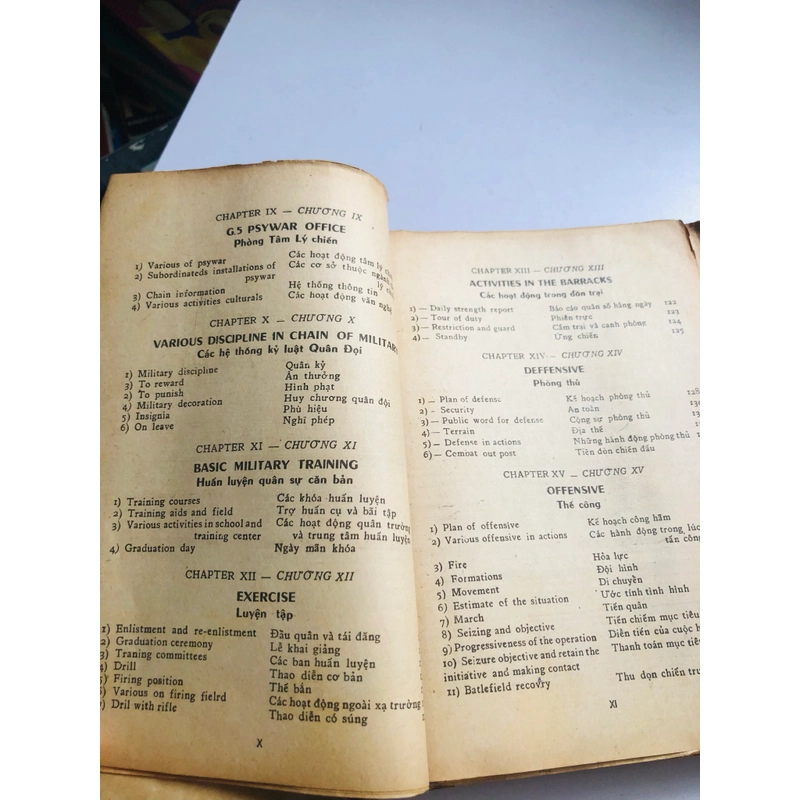 CHAPTER IX — CHƯƠNG IX
G.5 PSYWAR OFFICE
Phòng Tâm Lý chiến
1) Various of psywar Các hoạt động tâm lý
2) Subordinateds installations of Các cơ sở thuộc ngành
psywar lý
3) Chain information Hệ thống thông tin
4) Various activities culturals Các hoạt động văn
CHAPTER X — CHƯƠNG X
VARIOUS DISCIPLINE IN CHAIN OF MILITARY
Các hệ thống kỷ luật Quân Đội
1) Military discipline Quân kỷ
3) To reward Ân thưởng
2) To punish Hình phạt
4) Military decoration Huy chương quân đội
5) Insignia Phù hiệu
6) On leave Nghỉ phép
CHAPTER XI — CHƯƠNG XI
BASIC MILITARY TRAINING
Huấn luyện quân sự căn bản
1) Training courses Các khóa huấn luyện
2) Training aids and field Trợ huấn cụ và bãi tập
3) Various activities in school and Các hoạt động quân trường
training center và trung tâm huấn luyện
4) Graduation day Ngày mãn khóa
CHAPTER XII — CHƯƠNG XII
EXERCISE
Luyện tập
1) Enlistment and re-enlistment Đầu quân và tái đăng
2) Graduation ceremony Lễ khai giảng
) Traning committees Các ban huấn luyện
) Drill Thao diễn cơ bản
) Firing position Thế bắn
) Various on firing fielrd Các hoạt động ngoài xạ trường
) Dril with rifle Thao diễn có súng
X
CHAPTER XIII — CHƯƠNG XIII
ACTIVITIES IN THE BARRACKS
Các hoạt động trong đồn trại
1) — Daily strength report Báo cáo quân số hàng ngày 122
2) — Tour of duty Phiên trực 123
3) — Restriction and guard Cấm trại và canh phòng 124
4) — Standby Ứng chiến 125
CHAPTER XIV — CHƯƠNG XIV
DEFFENSIVE
Phòng thủ
1) — Plan of defense Kế hoạch phòng thủ 128
2) - Security An toàn
3) — Public word for defense Cộng sự phòng thủ
4) — Terrain Địa thế
5) — Defense in actions Những hành động phòng thủ
6) — Cemoat out post Tiền đồn chiến đấu
CHAPTER XV — CHƯƠNG XV
OFFENSIVE
Thế công
1) Plan of offensive Kế hoạch công hãm
2) Various offensive in actions Các hành động trong lúc
tấn công
3) Fire Hỏa lực
4) Formations Đội hình
5) Movement Di chuyển
6) Estimate of the situation Ước tính tình hình
7) March Tiến quân
8) Seizing and objective Tiến chiếm mục tiêu
9) Progressiveness of the operation Diễn tiến của cuộc
10) Seizure objective and retain the Thanh toán mục tiêu
initiative and making contact
11) Batlefield recovry Thu dọn chiến
XI